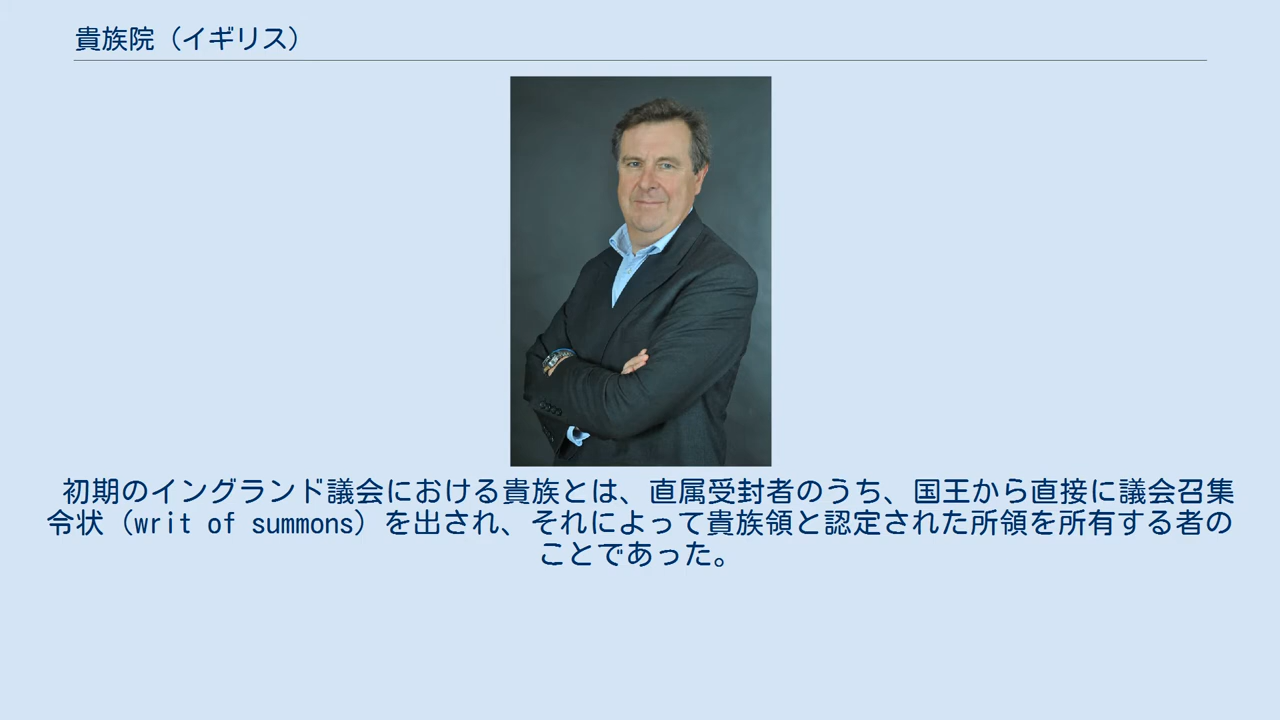 貴族院（イギリス）
初期のイングランド議会における貴族とは、直属受封者のうち、国王から直接に議会召集
令状（writ of summons）を出され、それによって貴族領と認定された所領を所有する者の
ことであった。